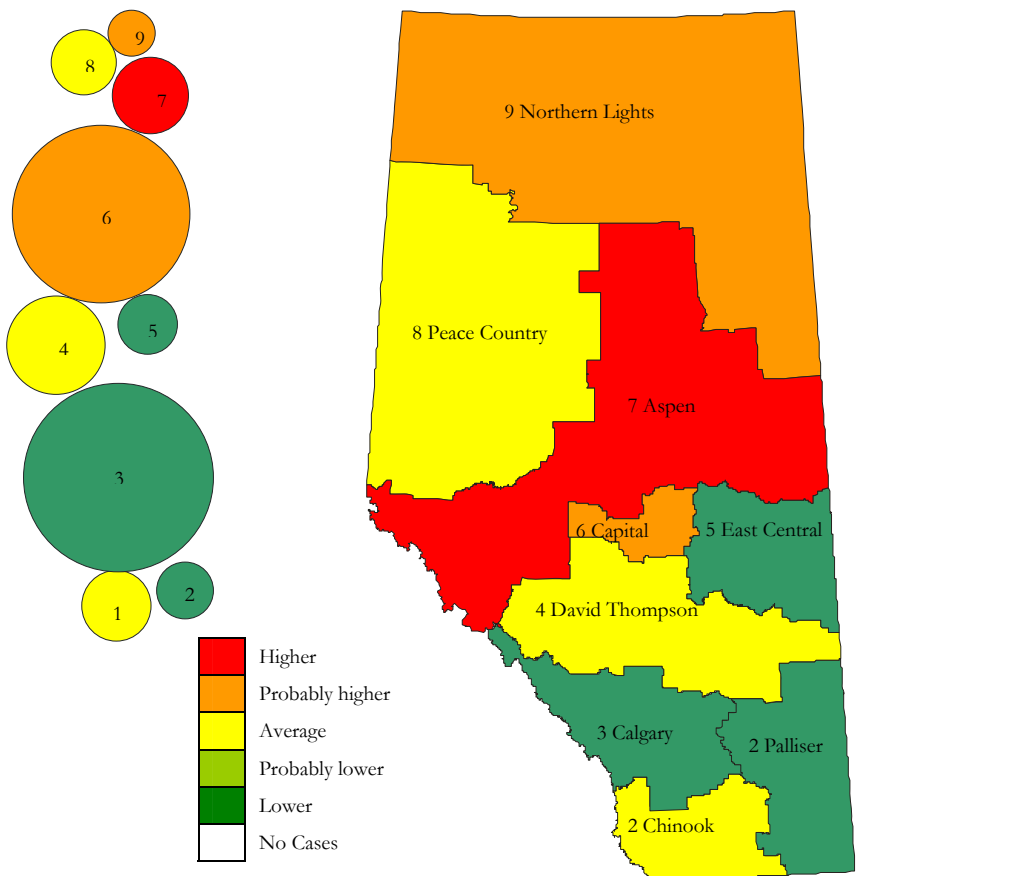 9
8
7
6
5
4
3
2
1
9 Northern Lights
8 Peace Country
7 Aspen
6 Capital
5 East Central
4 David Thompson
3 Calgary
2 Palliser
2 Chinook
Higher
Probably higher
Average
Probably lower
Lower
No Cases